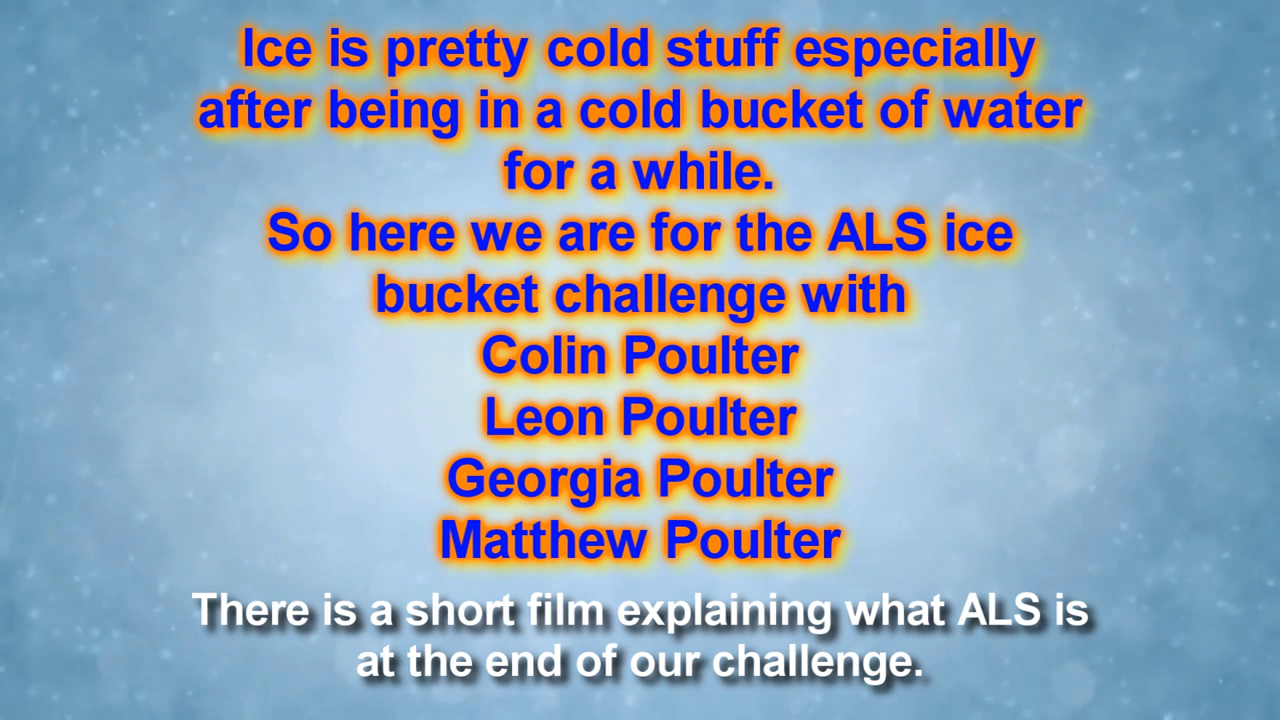 Ice is pretty cold stuff especially
after being in a cold bucket of water
for a while.
So here we are for the ALS ice
bucket challenge with
Colin Poulter
Leon Poulter
Georgia Poulter
Matthew Poulter
There is a short film explaining what ALS is
at the end of our challenge.